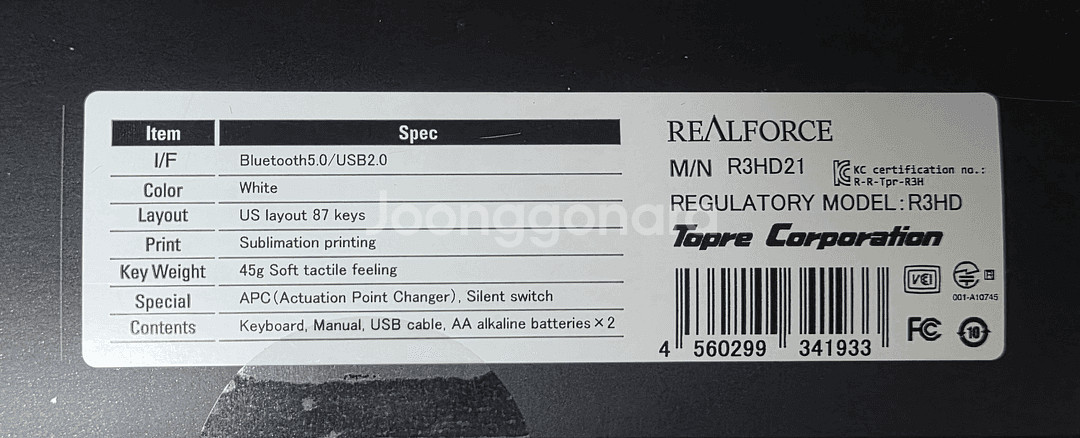 Item Spec
I/F Bluetooth5.0/USB2.0
Color White
Layout US layout 87 keys
Print Sublimation printing
Key Weight 45g Soft tactile feeling
Special APC(Actuation Point Changer), Silent switch
Contents Keyboard, Manual, USB cable, AA alkaline batteries×2
Joonggonara
REALFORCE
M/N R3HD21
KC certification no.:
R-R-Tpr-R3H
REGULATORY MODEL:R3HD
Topre Corporation
VCI
R
001-A10745
FC
10
4 560299 341933